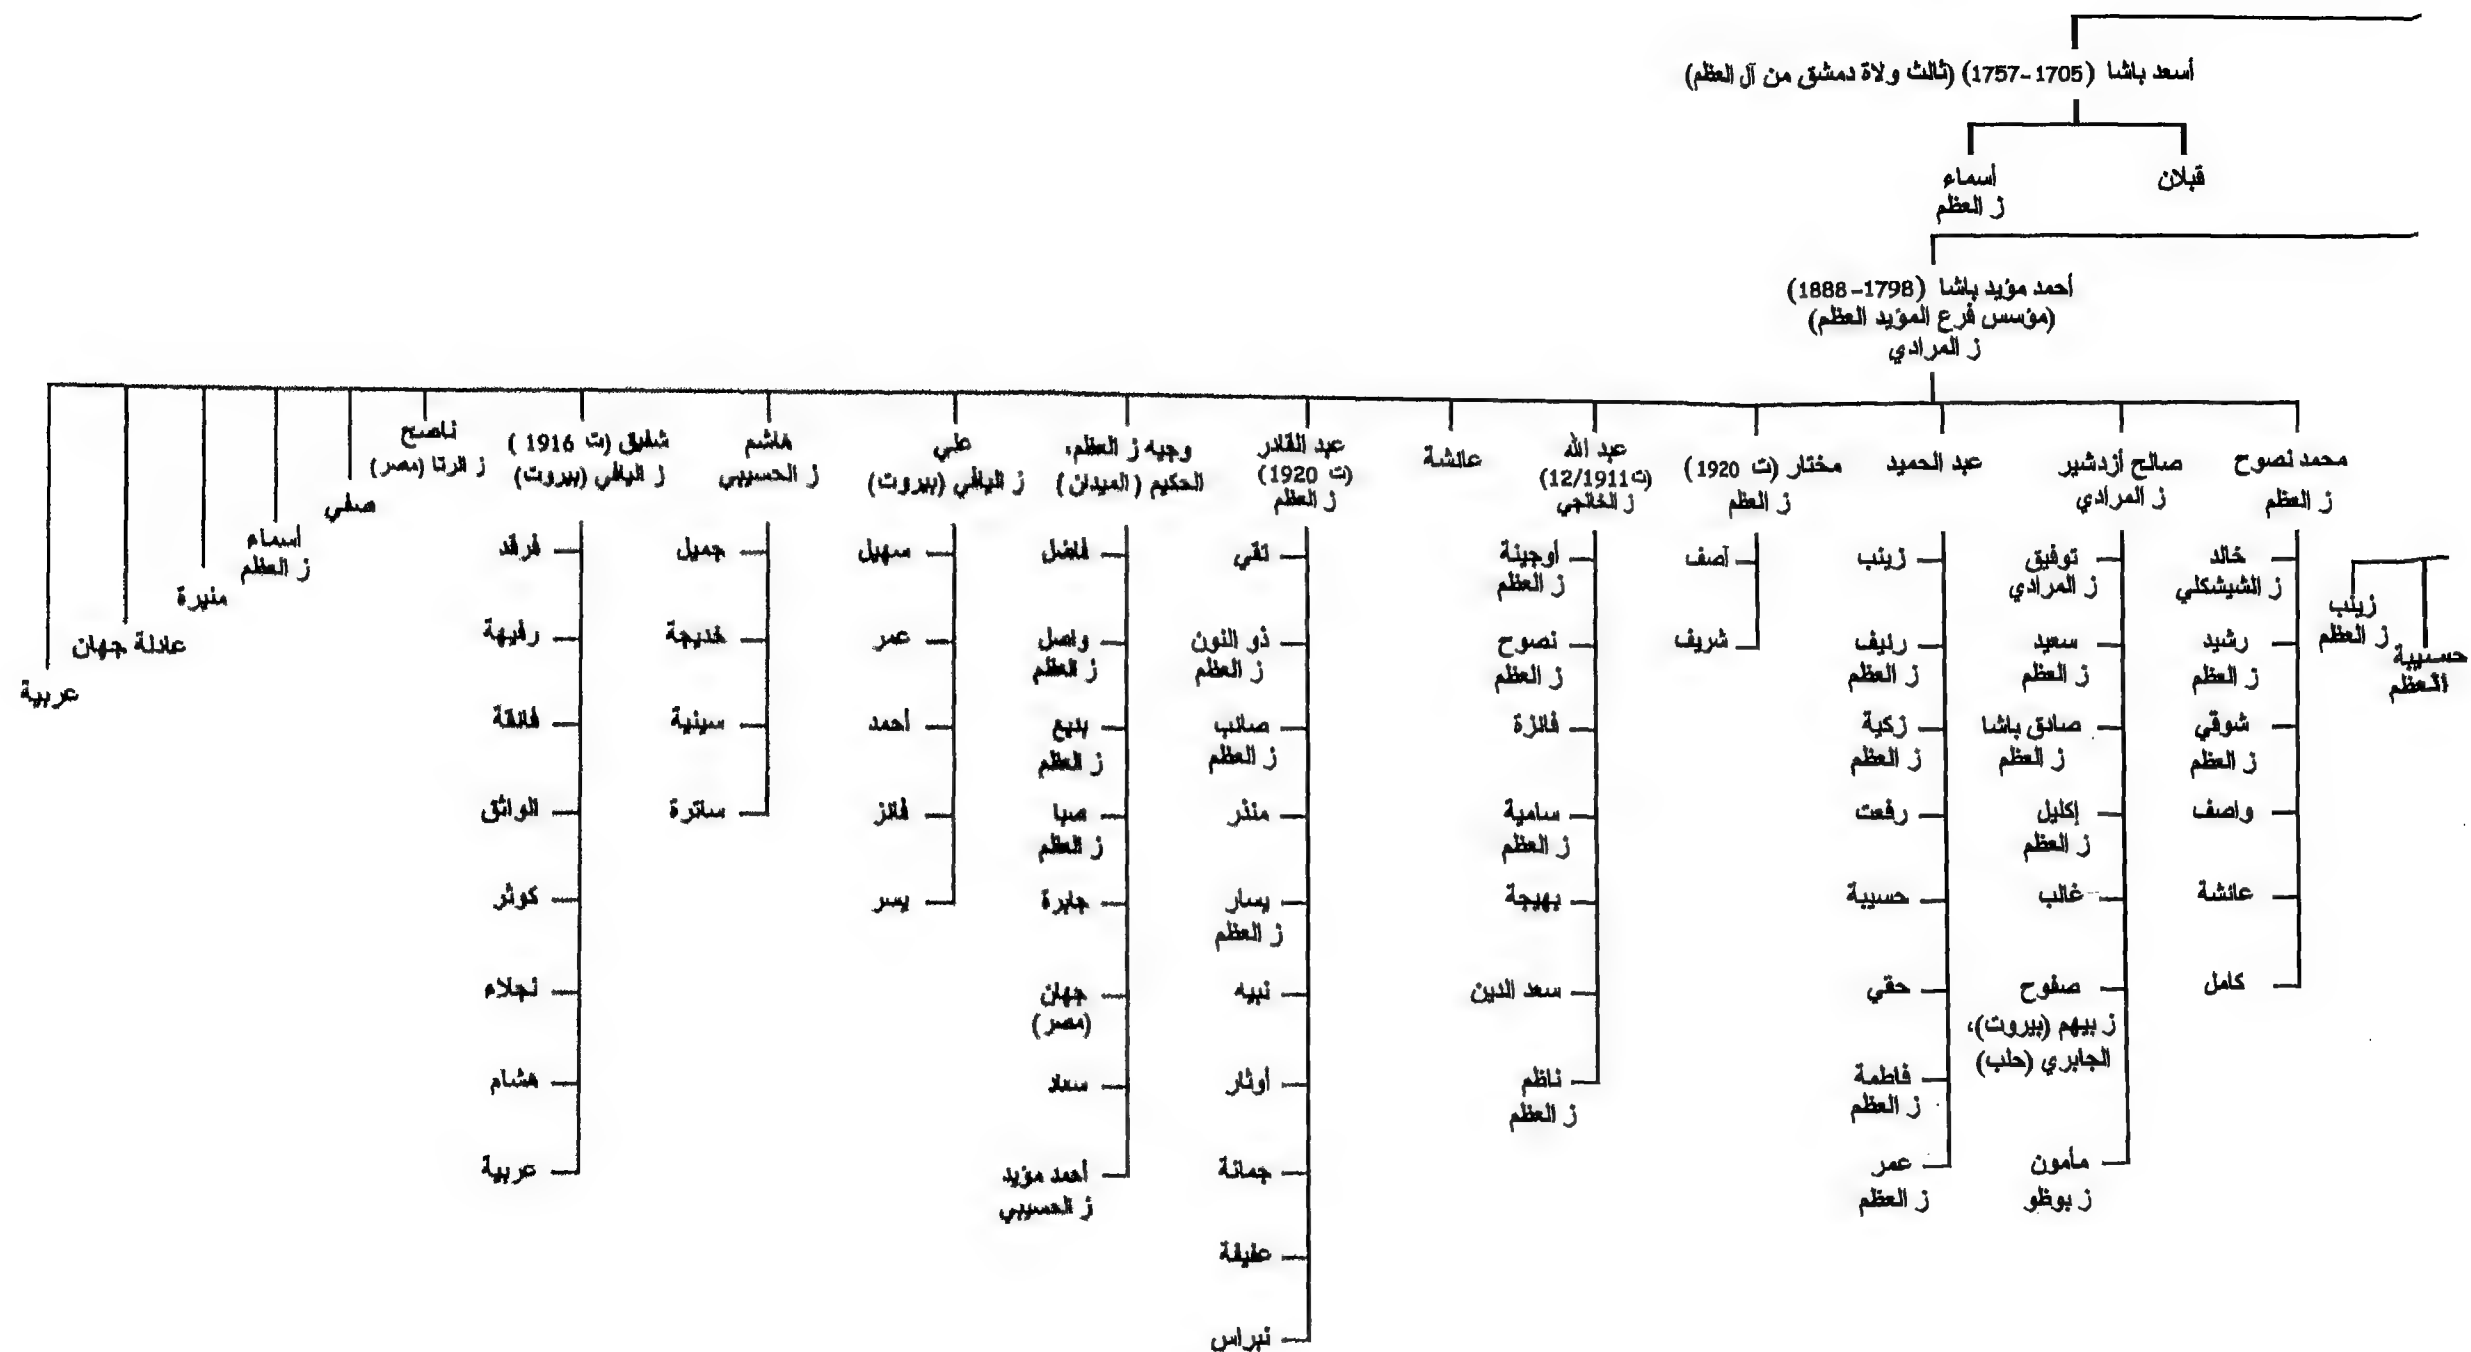 أسعد باشا (1705-1757) (ثالث ولاة دمشق من آل العظم)
قبلان
أسماء
ز العظم
أحمد مؤيد باشا (1798-1888)
(مؤسس فرع المؤيد العظم)
ز المرادي
زينب
ز العظم
حسيبة
العظم
محمد نصوح
ز العظم
خالد
ز الشيشكلي
رشيد
ز العظم
شوقي
ز العظم
واصف
عائشة
كامل
صالح أزدشير
ز المرادي
توفيق
ز المرادي
سعيد
ز العظم
صادق باشا
ز العظم
إكليل
ز العظم
غالب
صفوح
ز بيهم (بيروت)،
الجابري (حلب)
مأمون
ز بوظو
عبد الحميد
زينب
رئيف
ز العظم
زكية
ز العظم
رفعت
حسيبة
حقي
فاطمة
ز العظم
عمر
ز العظم
مختار (ت 1920)
ز العظم
آصف
شريف
عبد الله
(ت 12/1911)
ز الخانجي
أوجينة
ز العظم
نصوح
ز العظم
فائزة
سامية
ز العظم
بهيجة
سعد الدين
ناظم
ز العظم
عائشة
عبد القادر
(ت 1920)
ز العظم
تقي
ذو النون
ز العظم
صائب
ز العظم
منذر
يسار
ز العظم
نبيه
أوثار
جمانة
عفيفة
نبراس
وجيه ز العظم،
الحكيم (الميدان)
فاضل
واصل
ز العظم
بديع
ز العظم
صبا
ز العظم
جابرة
جهان
(مصر)
سعاد
أحمد مؤيد
ز الحسيبي
علي
ز اليافي (بيروت)
سهيل
عمر
أحمد
فائز
يسر
هاشم
ز الحسيبي
جميل
خديجة
سينية
ساترة
شفيق (ت 1916)
ز اليافي (بيروت)
فرقد
رفيهة
فائقة
الواثق
كوثر
نجلاء
هشام
عربية
ناصح
ز الرتا (مصر)
صفي
أسماء
ز العظم
منيرة
عادلة جهان
عربية